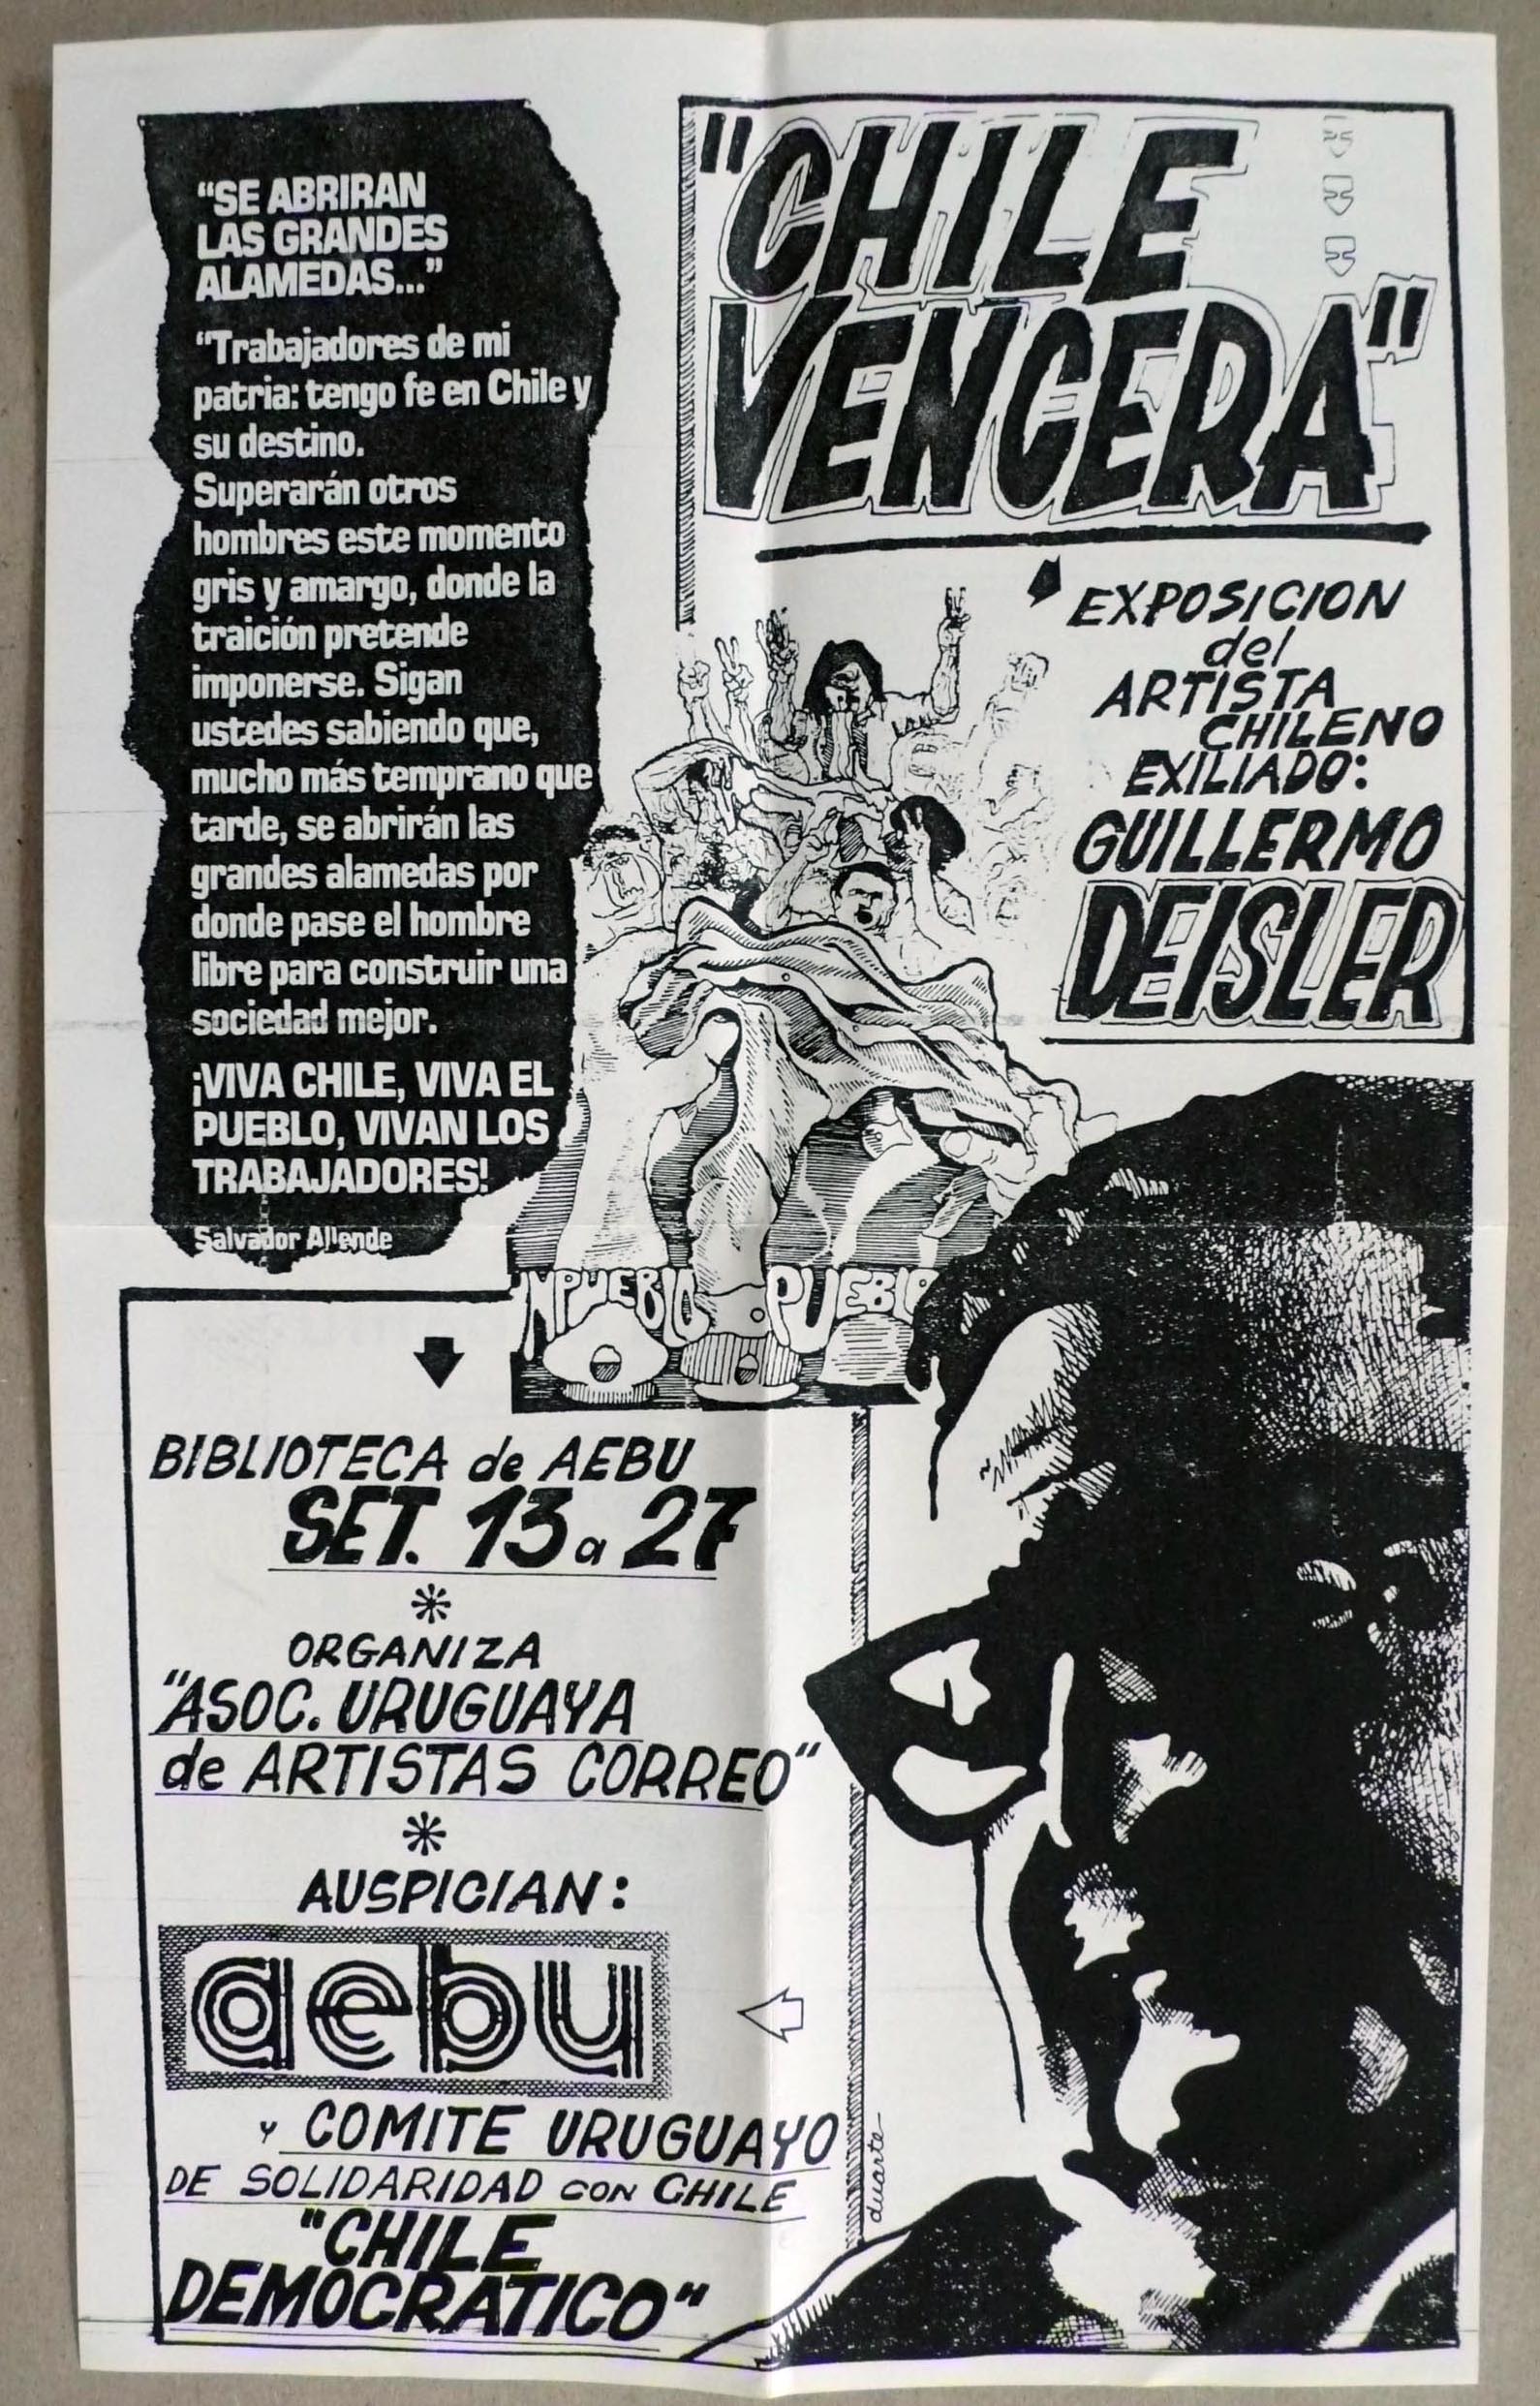 “SE ABRIRAN
LAS GRANDES
ALAMEDAS...”
“Trabajadores de mi
patria: tengo fe en Chile y
su destino.
Superarán otros
hombres este momento
gris y amargo, donde la
traición pretende
imponerse. Sigan
ustedes sabiendo que,
mucho más temprano que
tarde, se abrirán las
grandes alamedas por
donde pase el hombre
libre para construir una
sociedad mejor.
¡VIVA CHILE, VIVA EL
PUEBLO, VIVAN LOS
TRABAJADORES!
Salvador Allende
"CHILE
VENCERA"
EXPOSICION
del
ARTISTA
CHILENO
EXILIADO:
GUILLERMO
DEISLER
PUEBLO PUEBLO
BIBLIOTECA de AEBU
SET. 13 a 27
ORGANIZA
"ASOC. URUGUAYA
de ARTISTAS CORREO"
AUSPICIAN:
aebu
Y COMITE URUGUAYO
DE SOLIDARIDAD CON CHILE
"CHILE
DEMOCRATICO"
duarte